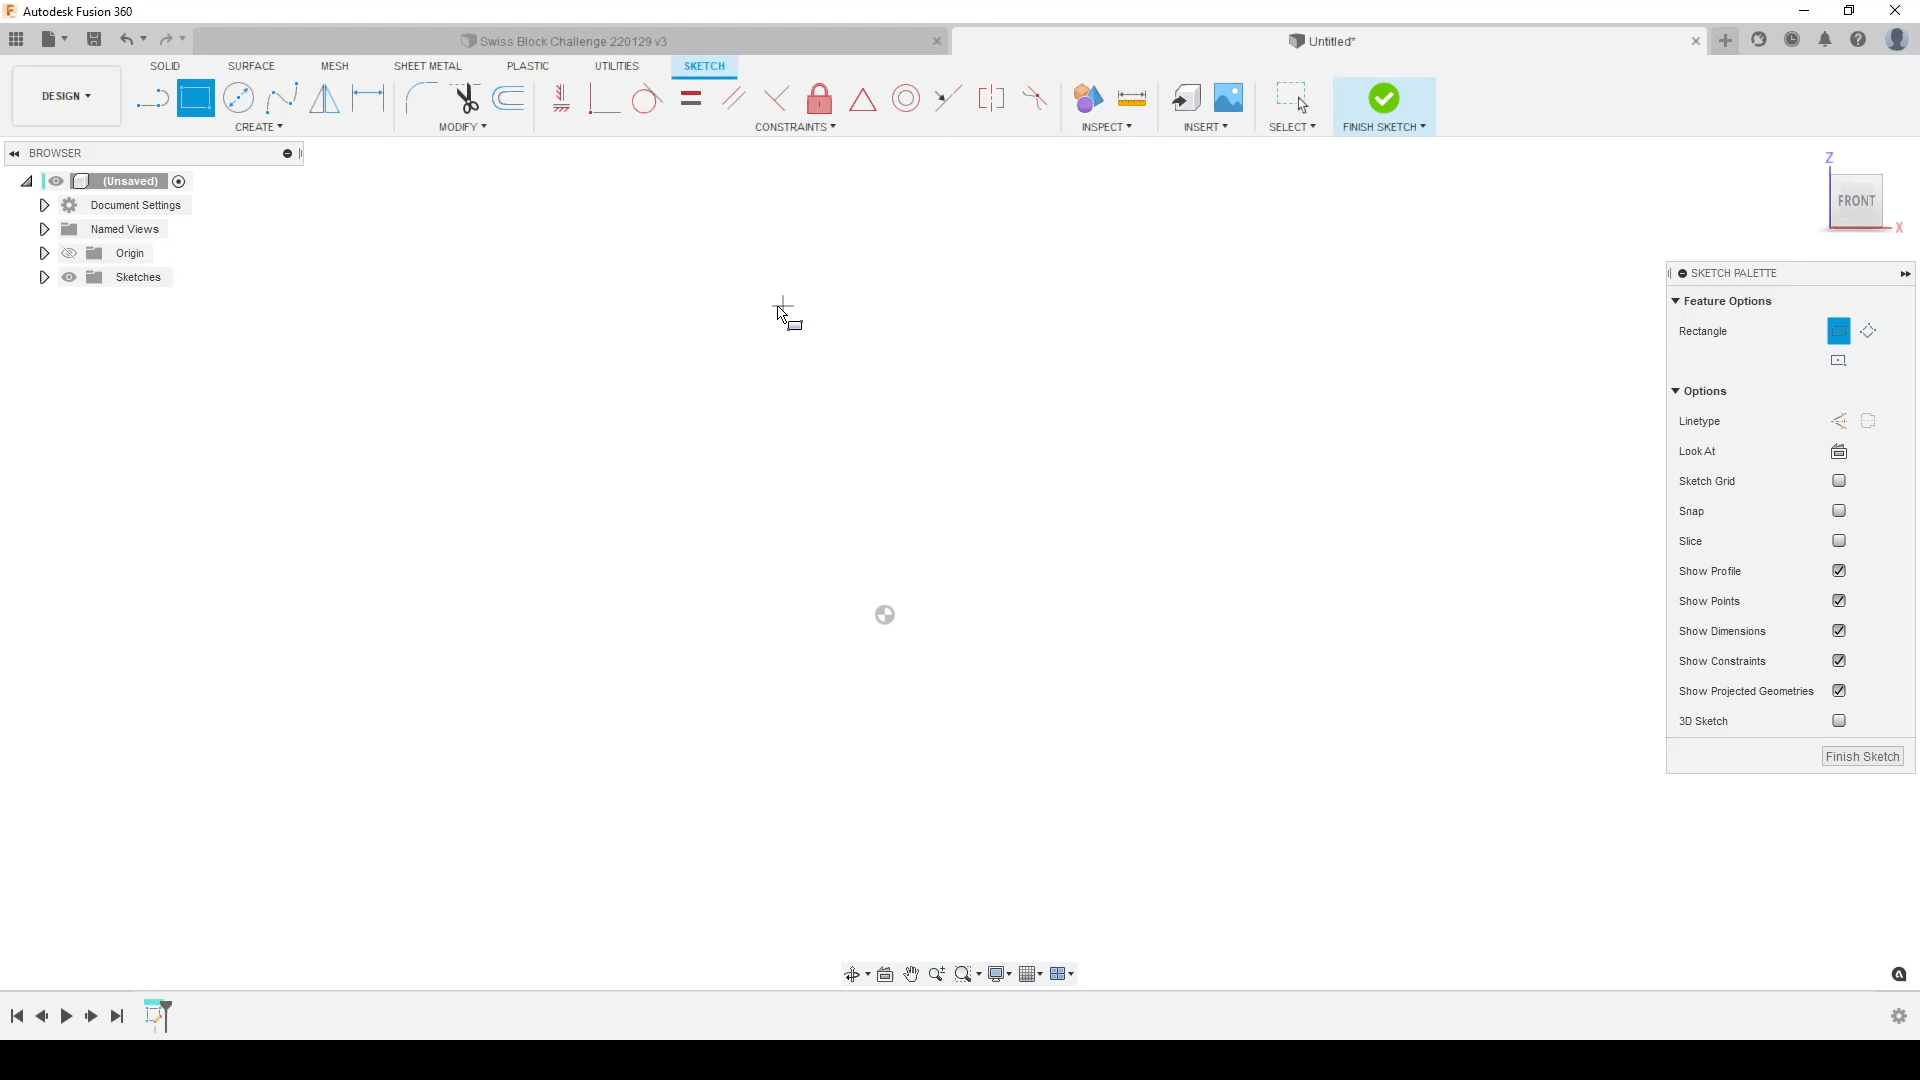 Autodesk Fusion 360
Swiss Block Challenge 220129 v3
Untitled*
SOLID SURFACE MESH SHEET METAL PLASTIC UTILITIES SKETCH
DESIGN
CREATE MODIFY CONSTRAINTS INSPECT INSERT SELECT FINISH SKETCH
BROWSER
(Unsaved)
Document Settings
Named Views
Origin
Sketches
Z
FRONT
X
SKETCH PALETTE
Feature Options
Rectangle
Options
Linetype
Look At
Sketch Grid
Snap
Slice
Show Profile
Show Points
Show Dimensions
Show Constraints
Show Projected Geometries
3D Sketch
Finish Sketch